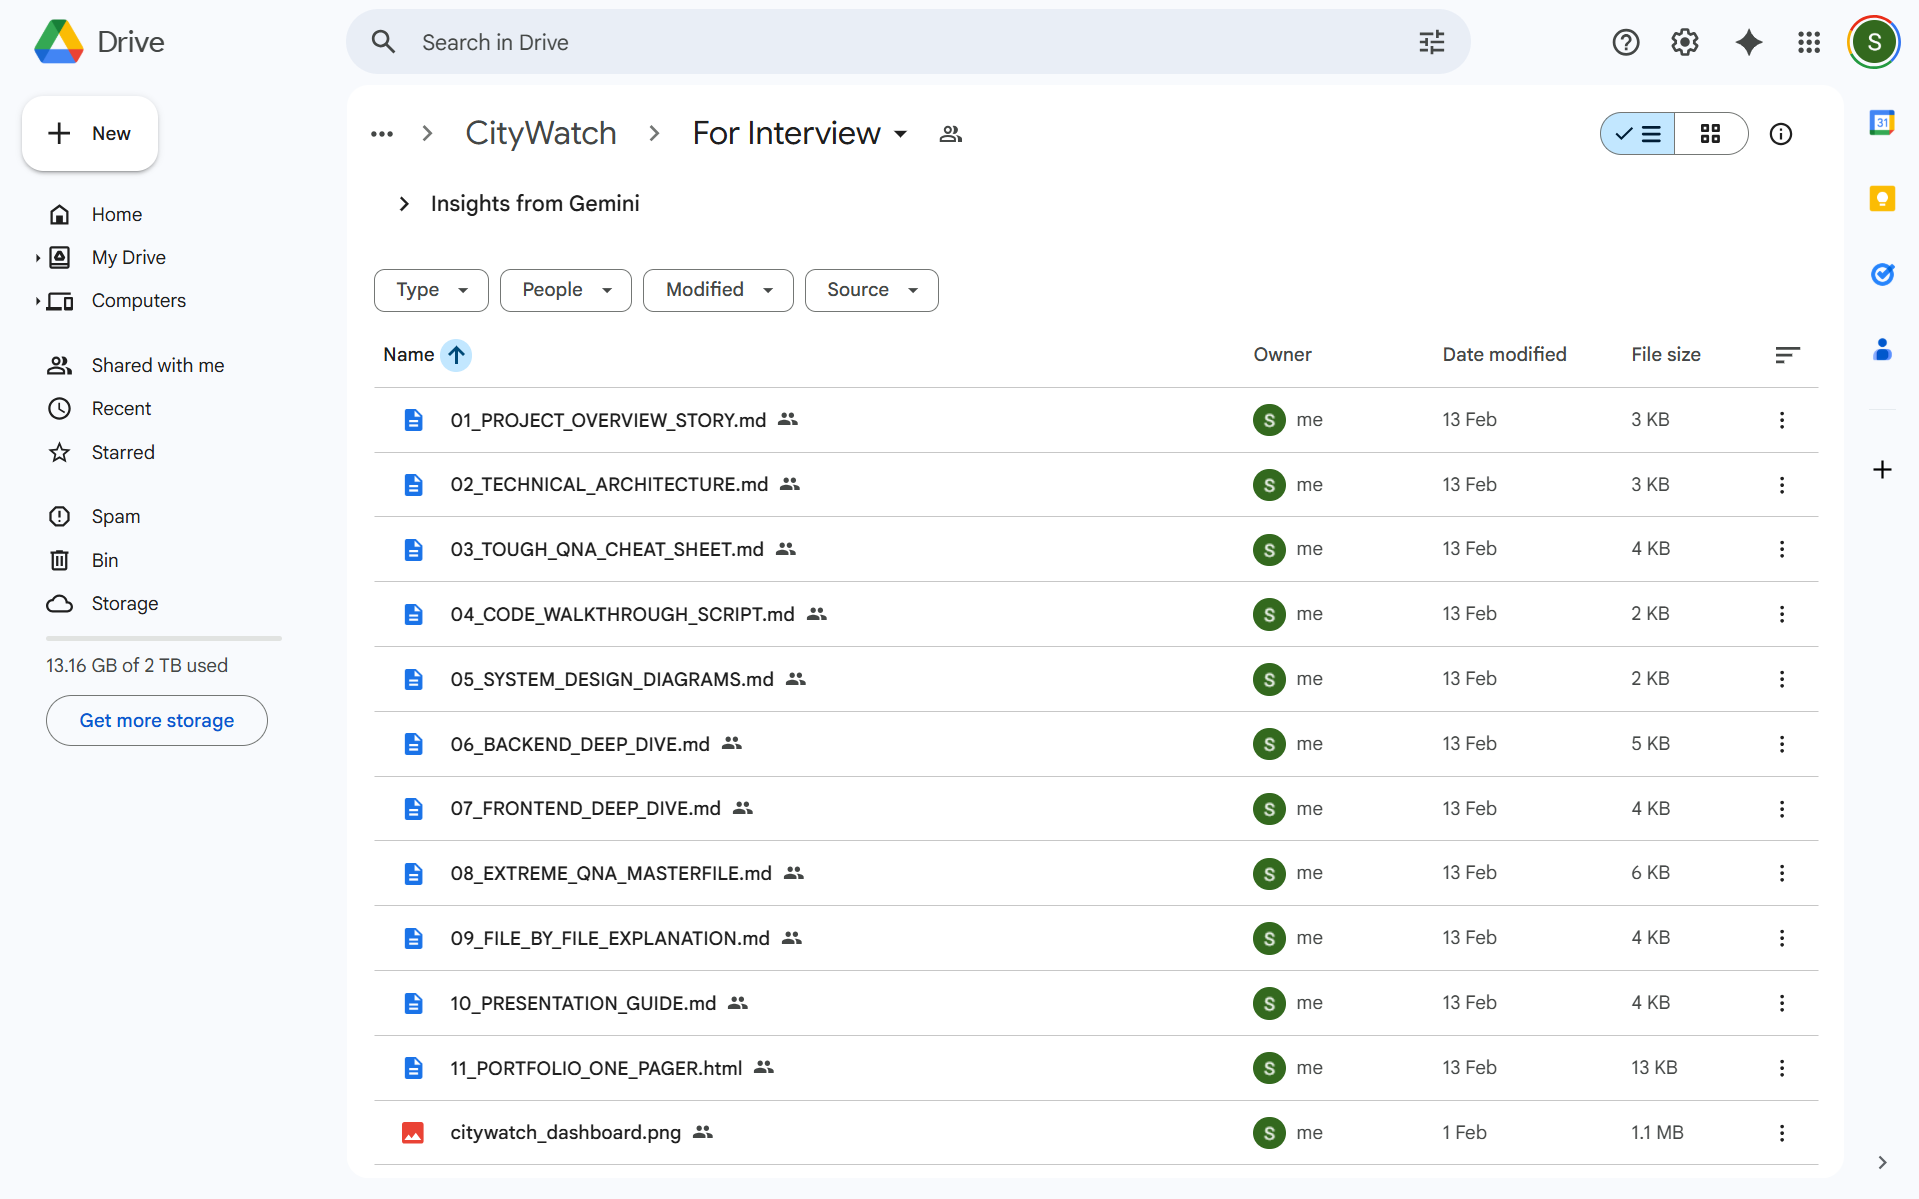 Drive
Search in Drive
S
New
Home
My Drive
Computers
Shared with me
Recent
Starred
Spam
Bin
Storage
13.16 GB of 2 TB used
Get more storage
CityWatch
For Interview
Insights from Gemini
Type
People
Modified
Source
Name Owner Date modified File size
01_PROJECT_OVERVIEW_STORY.md S me 13 Feb 3 KB
02_TECHNICAL_ARCHITECTURE.md S me 13 Feb 3 KB
03_TOUGH_QNA_CHEAT_SHEET.md S me 13 Feb 4 KB
04_CODE_WALKTHROUGH_SCRIPT.md S me 13 Feb 2 KB
05_SYSTEM_DESIGN_DIAGRAMS.md S me 13 Feb 2 KB
06_BACKEND_DEEP_DIVE.md S me 13 Feb 5 KB
07_FRONTEND_DEEP_DIVE.md S me 13 Feb 4 KB
08_EXTREME_QNA_MASTERFILE.md S me 13 Feb 6 KB
09_FILE_BY_FILE_EXPLANATION.md S me 13 Feb 4 KB
10_PRESENTATION_GUIDE.md S me 13 Feb 4 KB
11_PORTFOLIO_ONE_PAGER.html S me 13 Feb 13 KB
citywatch_dashboard.png S me 1 Feb 1.1 MB
31